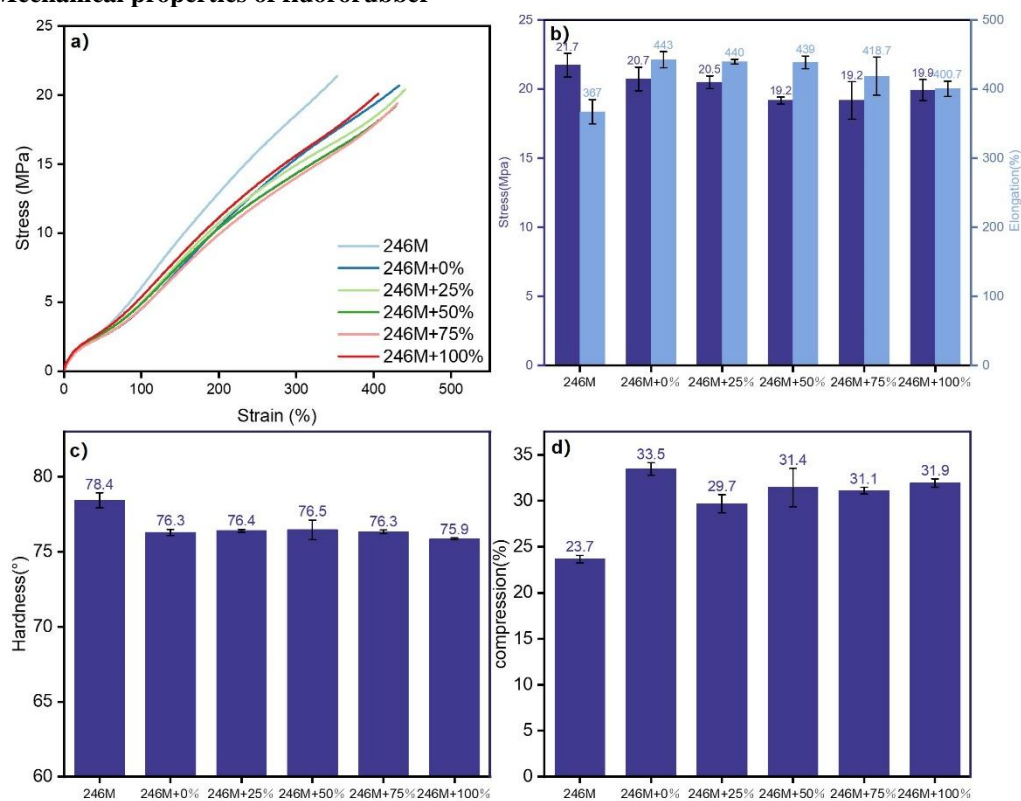 Mechanical properties of fluororubber
a)
Stress (MPa)
20
15
10
5
0
0 100 200 300 400 500
Strain (%)
246M
246M+0%
246M+25%
246M+50%
246M+75%
246M+100%
b)
Stress(Mpa)
25
20
15
10
5
0
21.7 367
20.7 443
20.5 440
19.2 439
19.2 418.7
19.9 400.7
500
400
300
200
100
0
Elongation(%)
246M 246M+0% 246M+25% 246M+50% 246M+75% 246M+100%
c)
Hardness(°)
80
75
70
65
60
78.4 76.3 76.4 76.5 76.3 75.9
246M 246M+0% 246M+25% 246M+50% 246M+75% 246M+100%
d)
compression(%)
35
30
25
20
15
10
5
0
23.7 33.5 29.7 31.4 31.1 31.9
246M 246M+0% 246M+25% 246M+50% 246M+75% 246M+100%